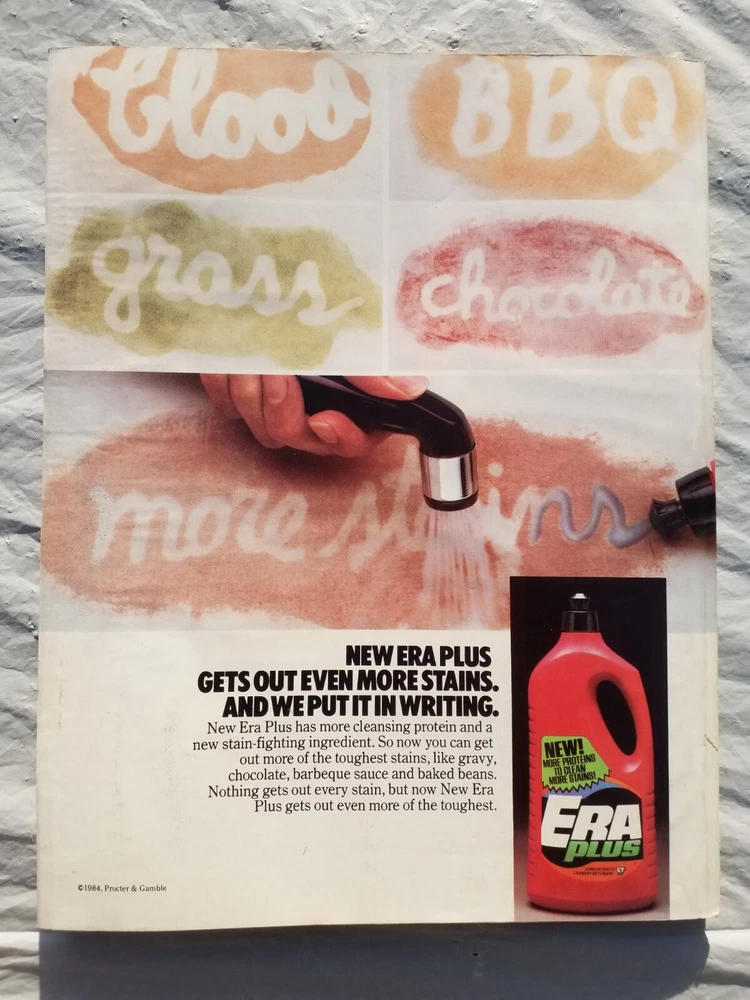 blood
BBQ
grass
chocolate
more stains
NEW ERA PLUS
GETS OUT EVEN MORE STAINS.
AND WE PUT IT IN WRITING.
New Era Plus has more cleansing protein and a
new stain-fighting ingredient. So now you can get
out more of the toughest stains, like gravy,
chocolate, barbeque sauce and baked beans.
Nothing gets out every stain, but now New Era
Plus gets out even more of the toughest.
NEW!
MORE PROTEINS
TO CLEAN
MORE STAINS!
ERA
PLUS
CONCENTRATED
LAUNDRY DETERGENT
©1984, Procter & Gamble